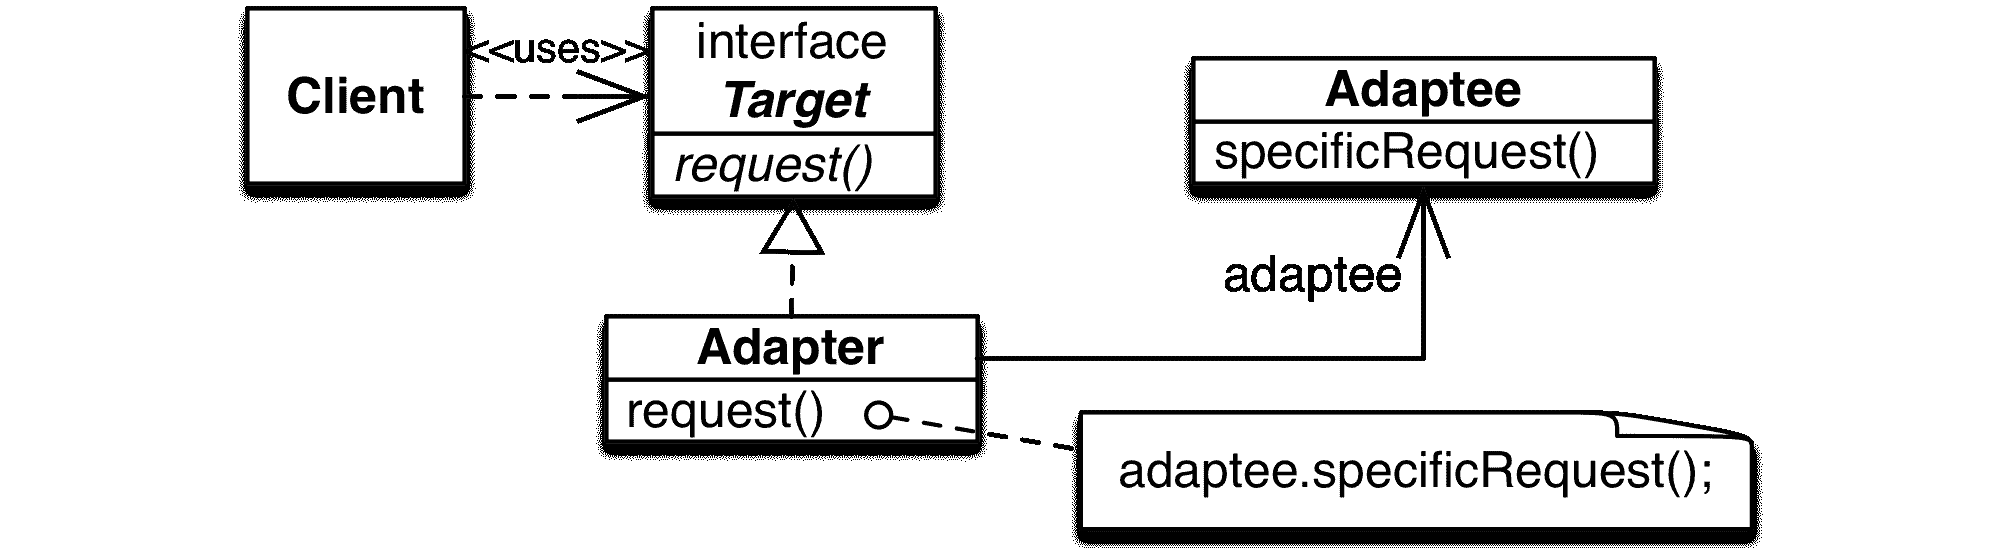 Client
<<uses>>
interface
Target
request()
Adaptee
specificRequest()
adaptee
Adapter
request()
adaptee.specificRequest();